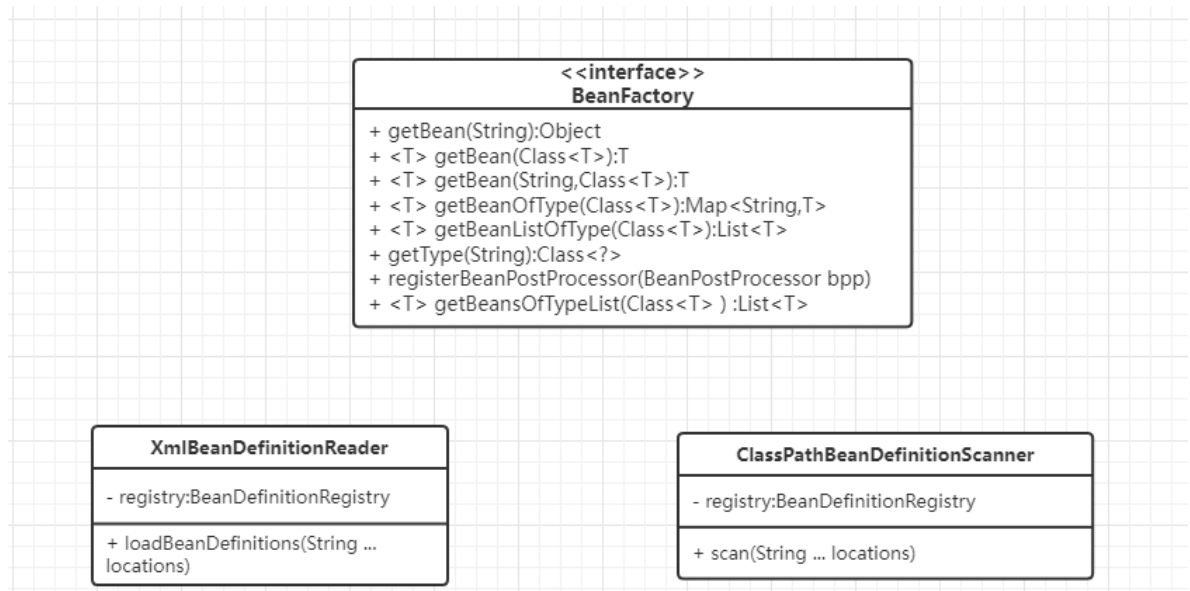 <<interface>>
BeanFactory
+ getBean(String):Object
+ <T> getBean(Class<T>):T
+ <T> getBean(String,Class<T>):T
+ <T> getBeanOfType(Class<T>):Map<String,T>
+ <T> getBeanListOfType(Class<T>):List<T>
+ getType(String):Class<?>
+ registerBeanPostProcessor(BeanPostProcessor bpp)
+ <T> getBeansOfTypeList(Class<T> ) :List<T>
XmlBeanDefinitionReader
- registry:BeanDefinitionRegistry
+ loadBeanDefinitions(String ...
locations)
ClassPathBeanDefinitionScanner
- registry:BeanDefinitionRegistry
+ scan(String ... locations)